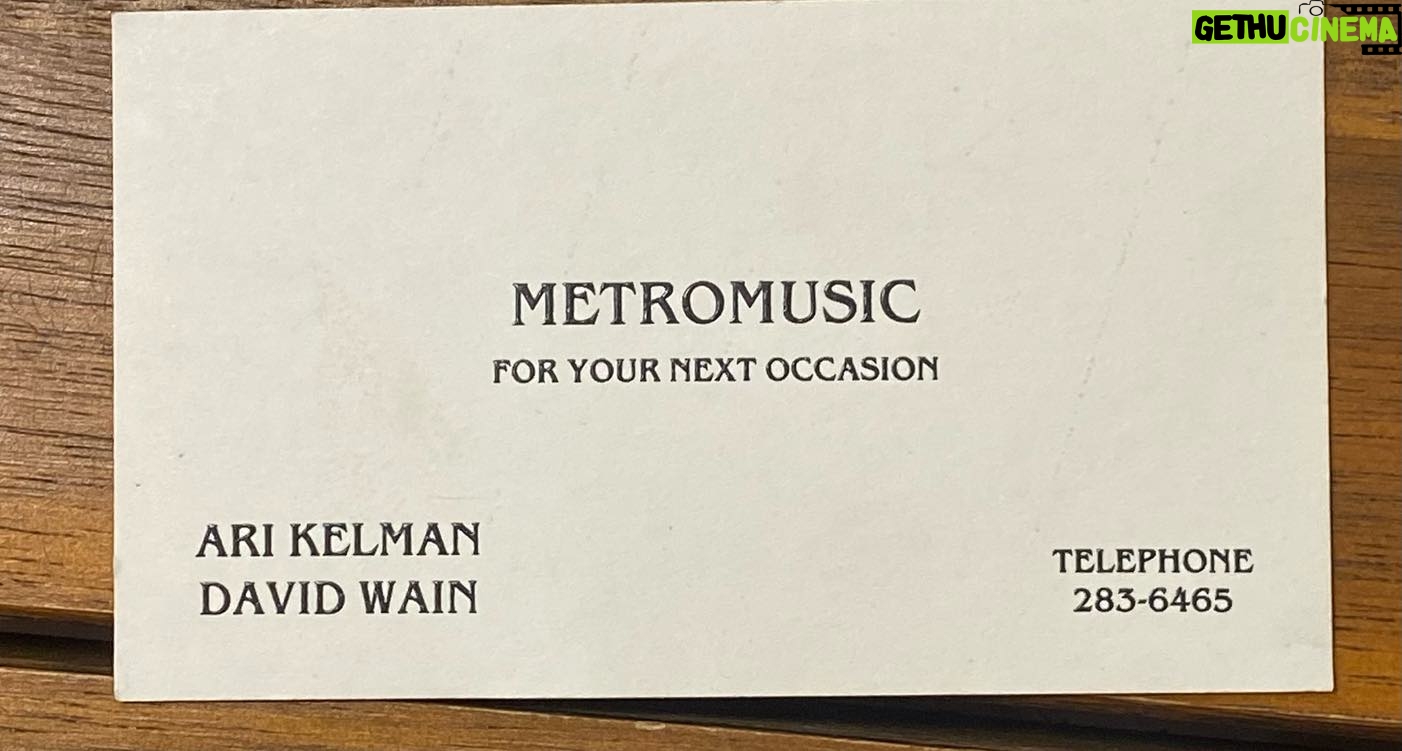 GETHU CINEMA
METROMUSIC
FOR YOUR NEXT OCCASION
ARI KELMAN
DAVID WAIN
TELEPHONE
283-6465